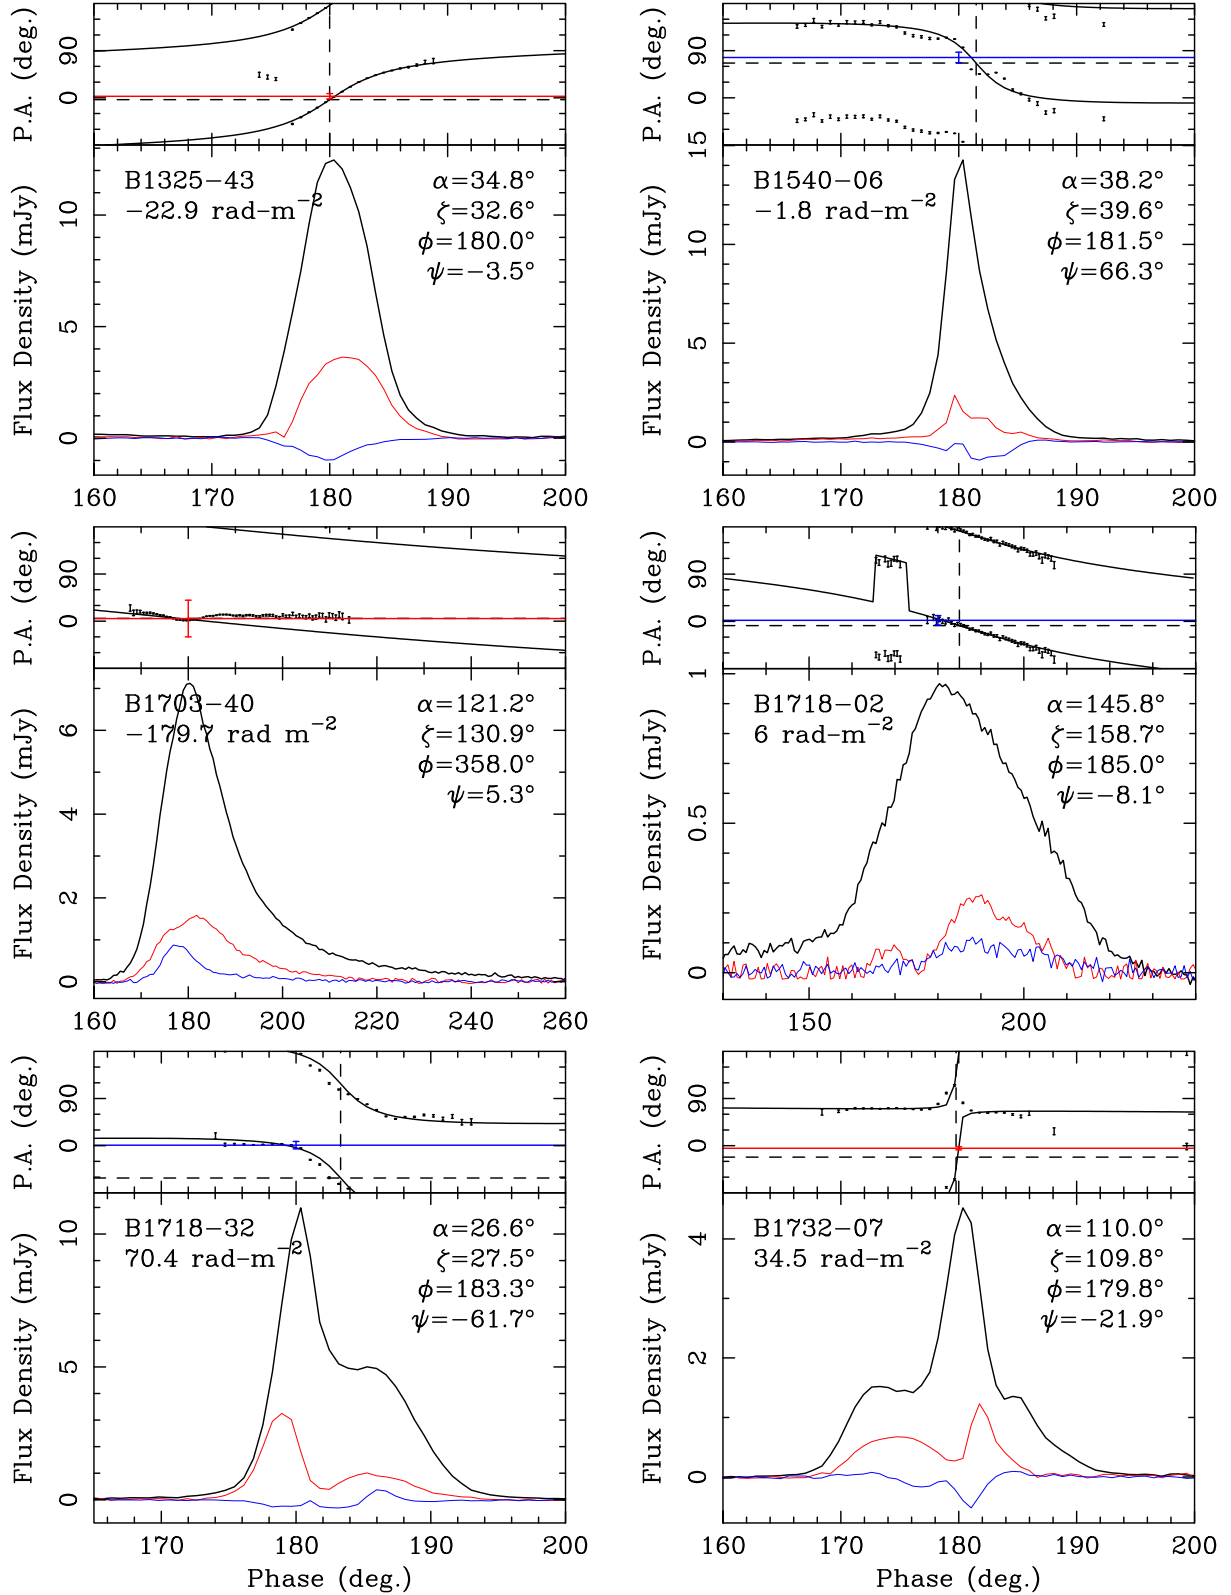 P.A. (deg.)
0 90
B1325−43
−22.9 rad−m−2
α=34.8°
ζ=32.6°
ϕ=180.0°
ψ=−3.5°
Flux Density (mJy)
0 5 10
160 170 180 190 200
P.A. (deg.)
0 90
B1540−06
−1.8 rad−m−2
α=38.2°
ζ=39.6°
ϕ=181.5°
ψ=66.3°
Flux Density (mJy)
0 5 10 15
160 170 180 190 200
P.A. (deg.)
0 90
B1703−40
−179.7 rad m−2
α=121.2°
ζ=130.9°
ϕ=358.0°
ψ=5.3°
Flux Density (mJy)
0 2 4 6
160 180 200 220 240 260
P.A. (deg.)
0 90
B1718−02
6 rad−m−2
α=145.8°
ζ=158.7°
ϕ=185.0°
ψ=−8.1°
Flux Density (mJy)
0 0.5 1
150 200
P.A. (deg.)
0 90
B1718−32
70.4 rad−m−2
α=26.6°
ζ=27.5°
ϕ=183.3°
ψ=−61.7°
Flux Density (mJy)
0 5 10
170 180 190 200
Phase (deg.)
P.A. (deg.)
0 90
B1732−07
34.5 rad−m−2
α=110.0°
ζ=109.8°
ϕ=179.8°
ψ=−21.9°
Flux Density (mJy)
0 2 4
160 170 180 190 200
Phase (deg.)